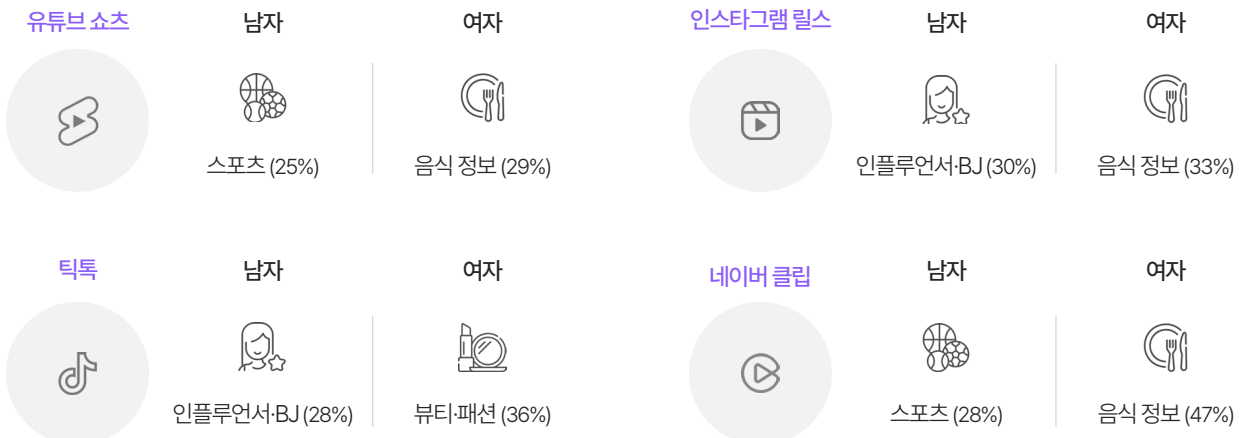 유튜브 쇼츠
남자
여자
스포츠 (25%)
음식 정보 (29%)
인스타그램 릴스
남자
여자
인플루언서·BJ (30%)
음식 정보 (33%)
틱톡
남자
여자
인플루언서·BJ (28%)
뷰티·패션 (36%)
네이버 클립
남자
여자
스포츠 (28%)
음식 정보 (47%)